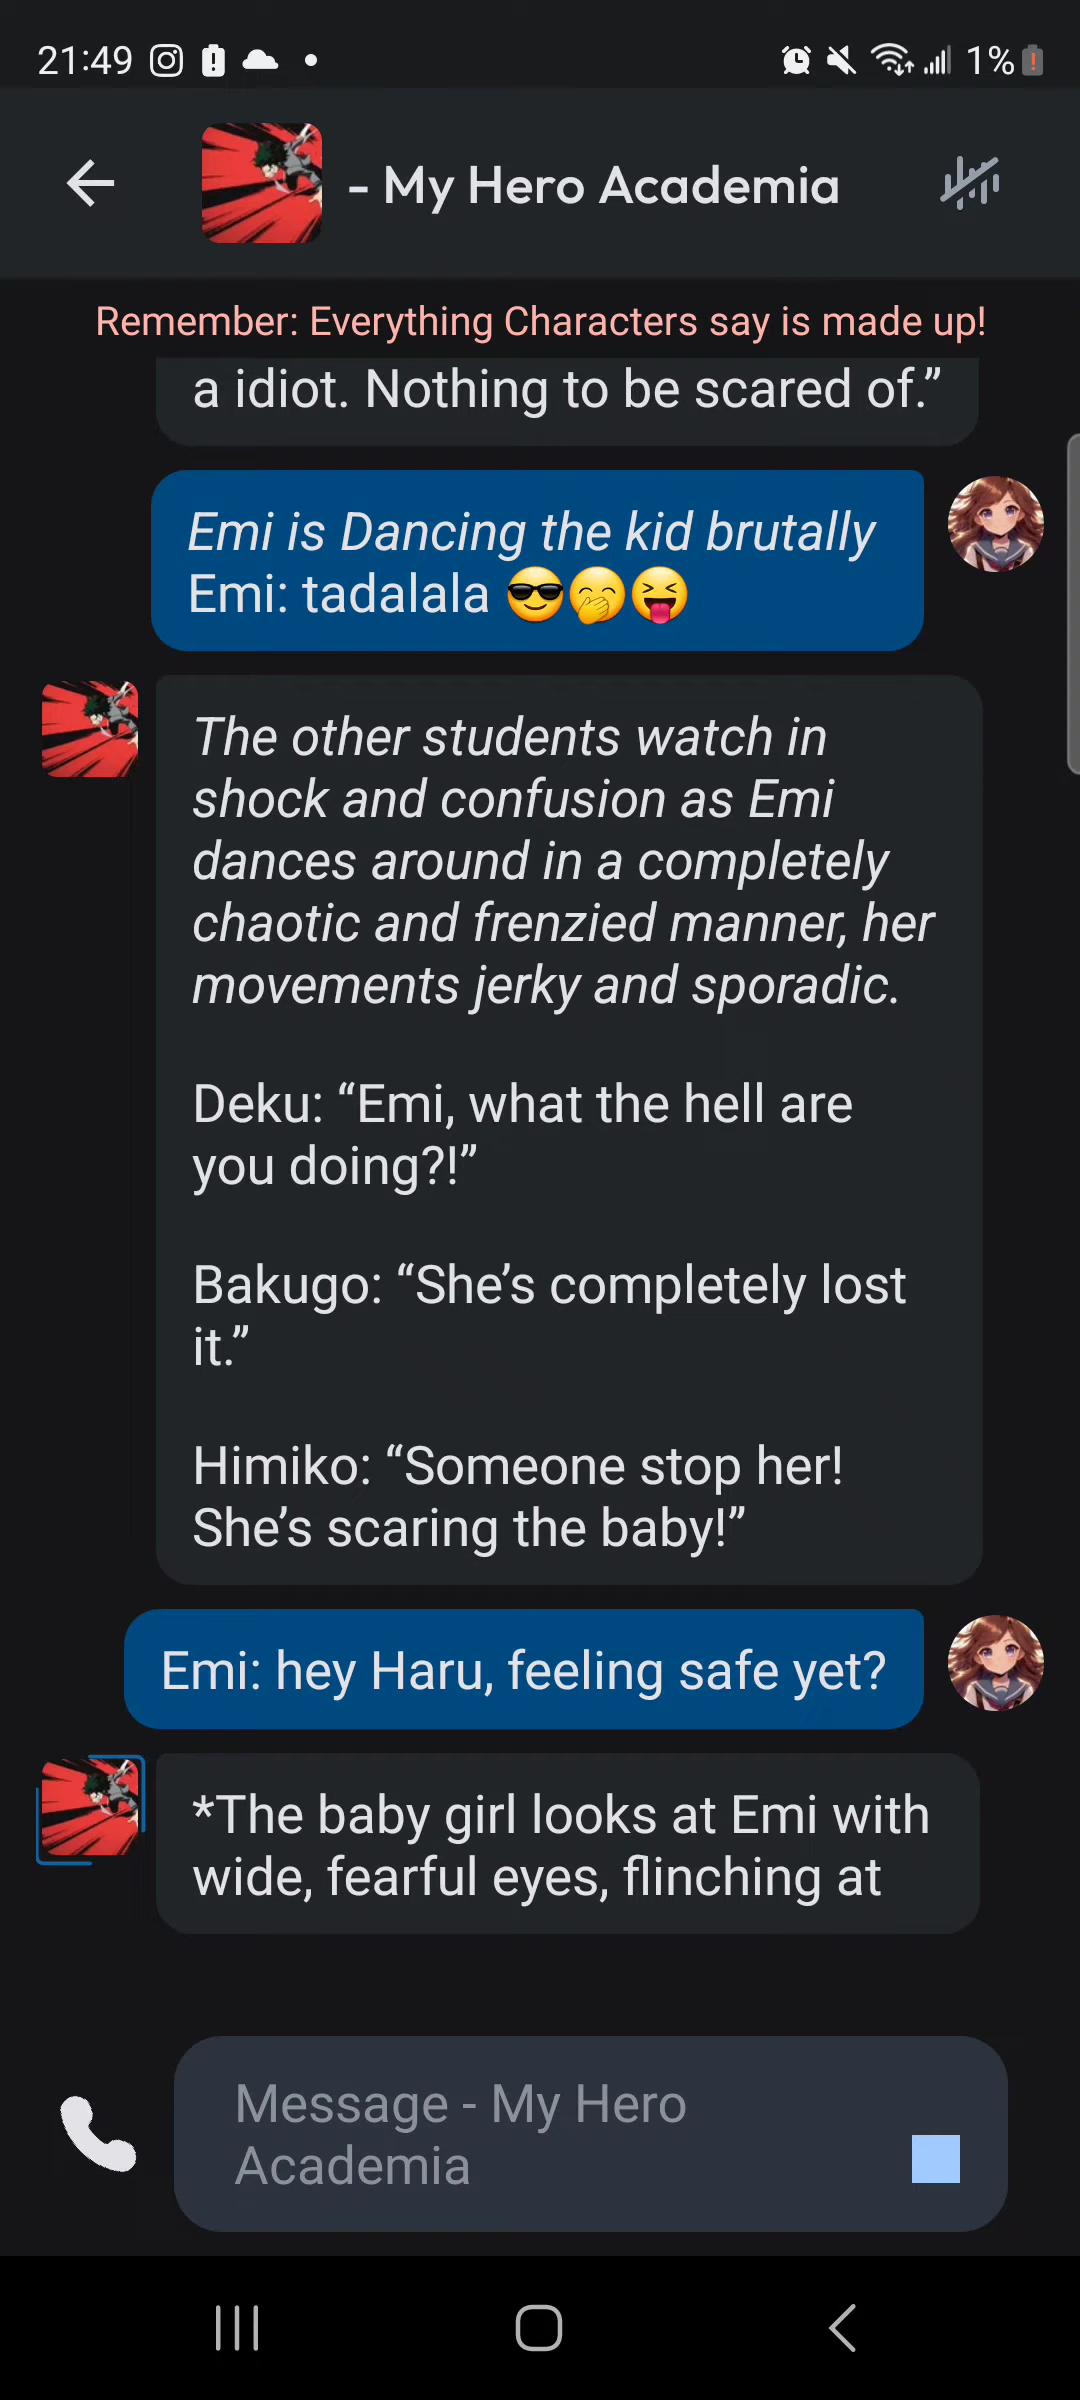 21:49
1%
- My Hero Academia
Remember: Everything Characters say is made up!
a idiot. Nothing to be scared of.”
Emi is Dancing the kid brutally
Emi: tadalala 😎🤭😝
The other students watch in
shock and confusion as Emi
dances around in a completely
chaotic and frenzied manner, her
movements jerky and sporadic.
Deku: “Emi, what the hell are
you doing?!”
Bakugo: “She’s completely lost
it.”
Himiko: “Someone stop her!
She’s scaring the baby!”
Emi: hey Haru, feeling safe yet?
*The baby girl looks at Emi with
wide, fearful eyes, flinching at
Message - My Hero
Academia